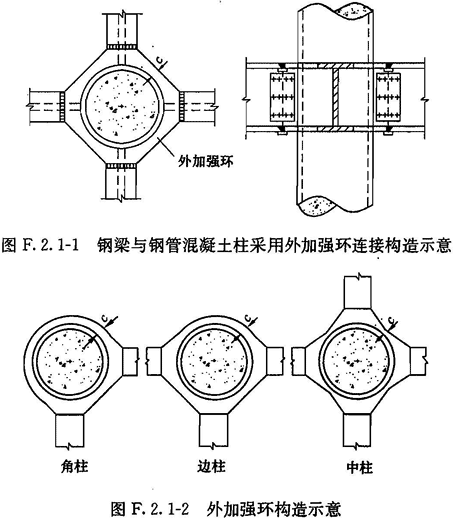 C
外加强环
图 F.2.1-1 钢梁与钢管混凝土柱采用外加强环连接构造示意
C C C
角柱 边柱 中柱
图 F.2.1-2 外加强环构造示意